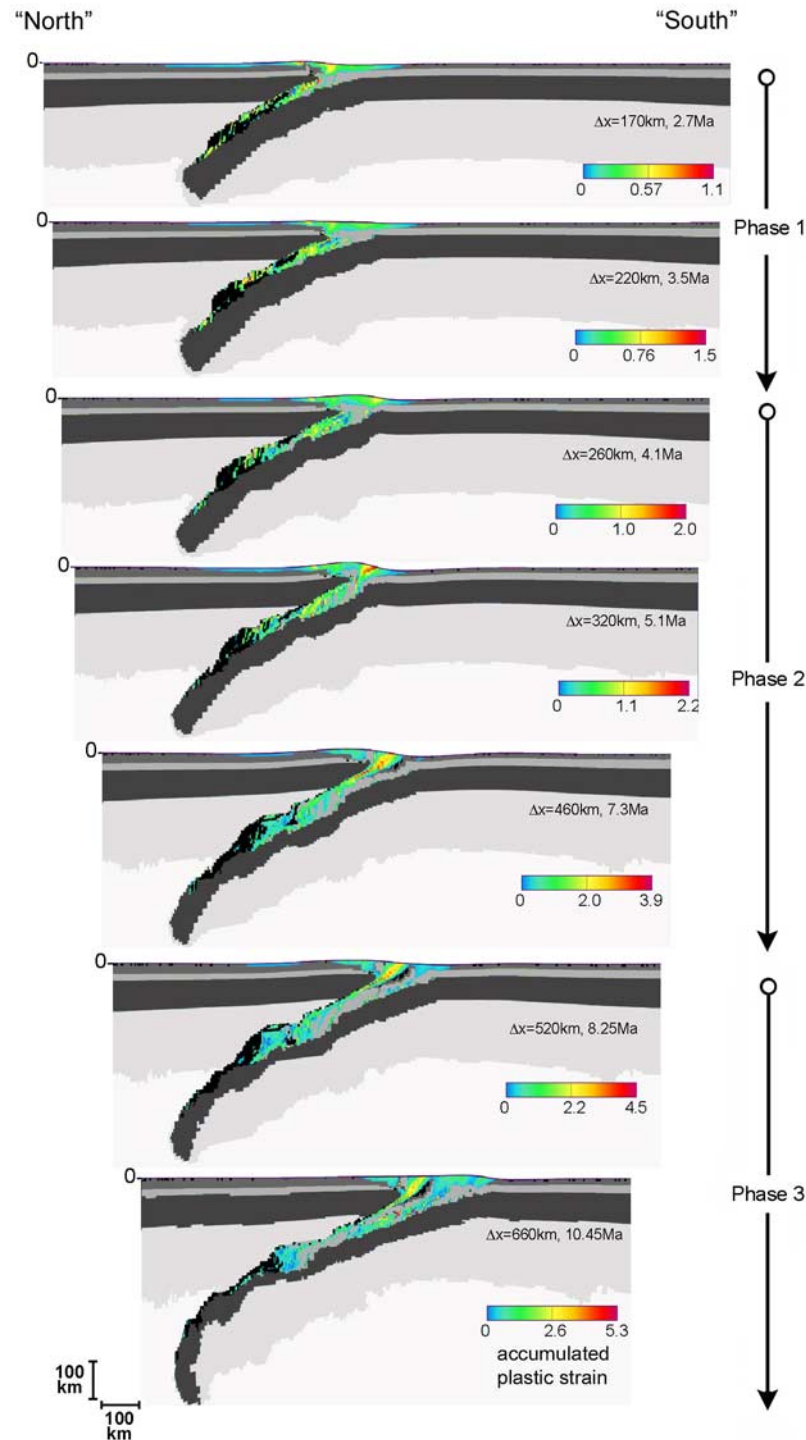 “North”
“South”
0
Δx=170km, 2.7Ma
0 0.57 1.1
0
Phase 1
Δx=220km, 3.5Ma
0 0.76 1.5
0
Δx=260km, 4.1Ma
0 1.0 2.0
0
Δx=320km, 5.1Ma
Phase 2
0 1.1 2.2
0
Δx=460km, 7.3Ma
0 2.0 3.9
0
Δx=520km, 8.25Ma
0 2.2 4.5
0
Phase 3
Δx=660km, 10.45Ma
0 2.6 5.3
accumulated
plastic strain
100
km
100
km